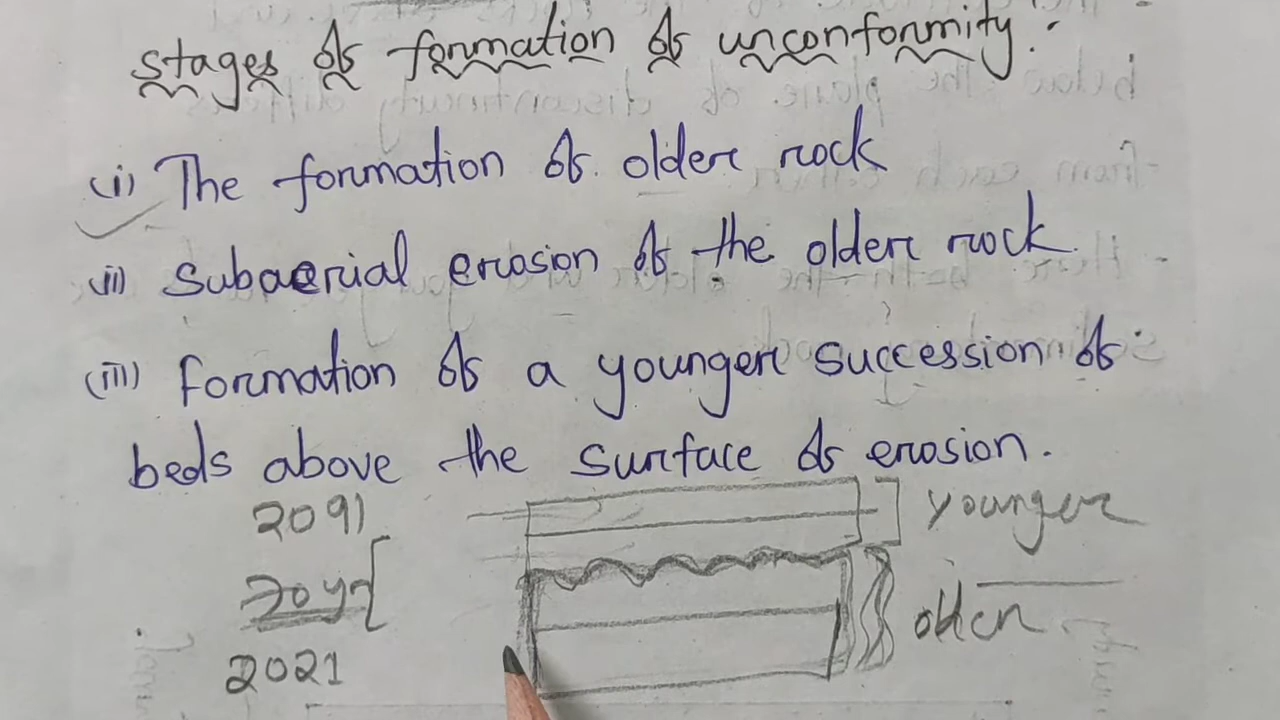 stages of formation of unconformity :
(i) The formation of older rock
(ii) Subaerial erosion of the older rock
(iii) Formation of a younger succession of
beds above the surface of erosion.
2091
younger
older
2021